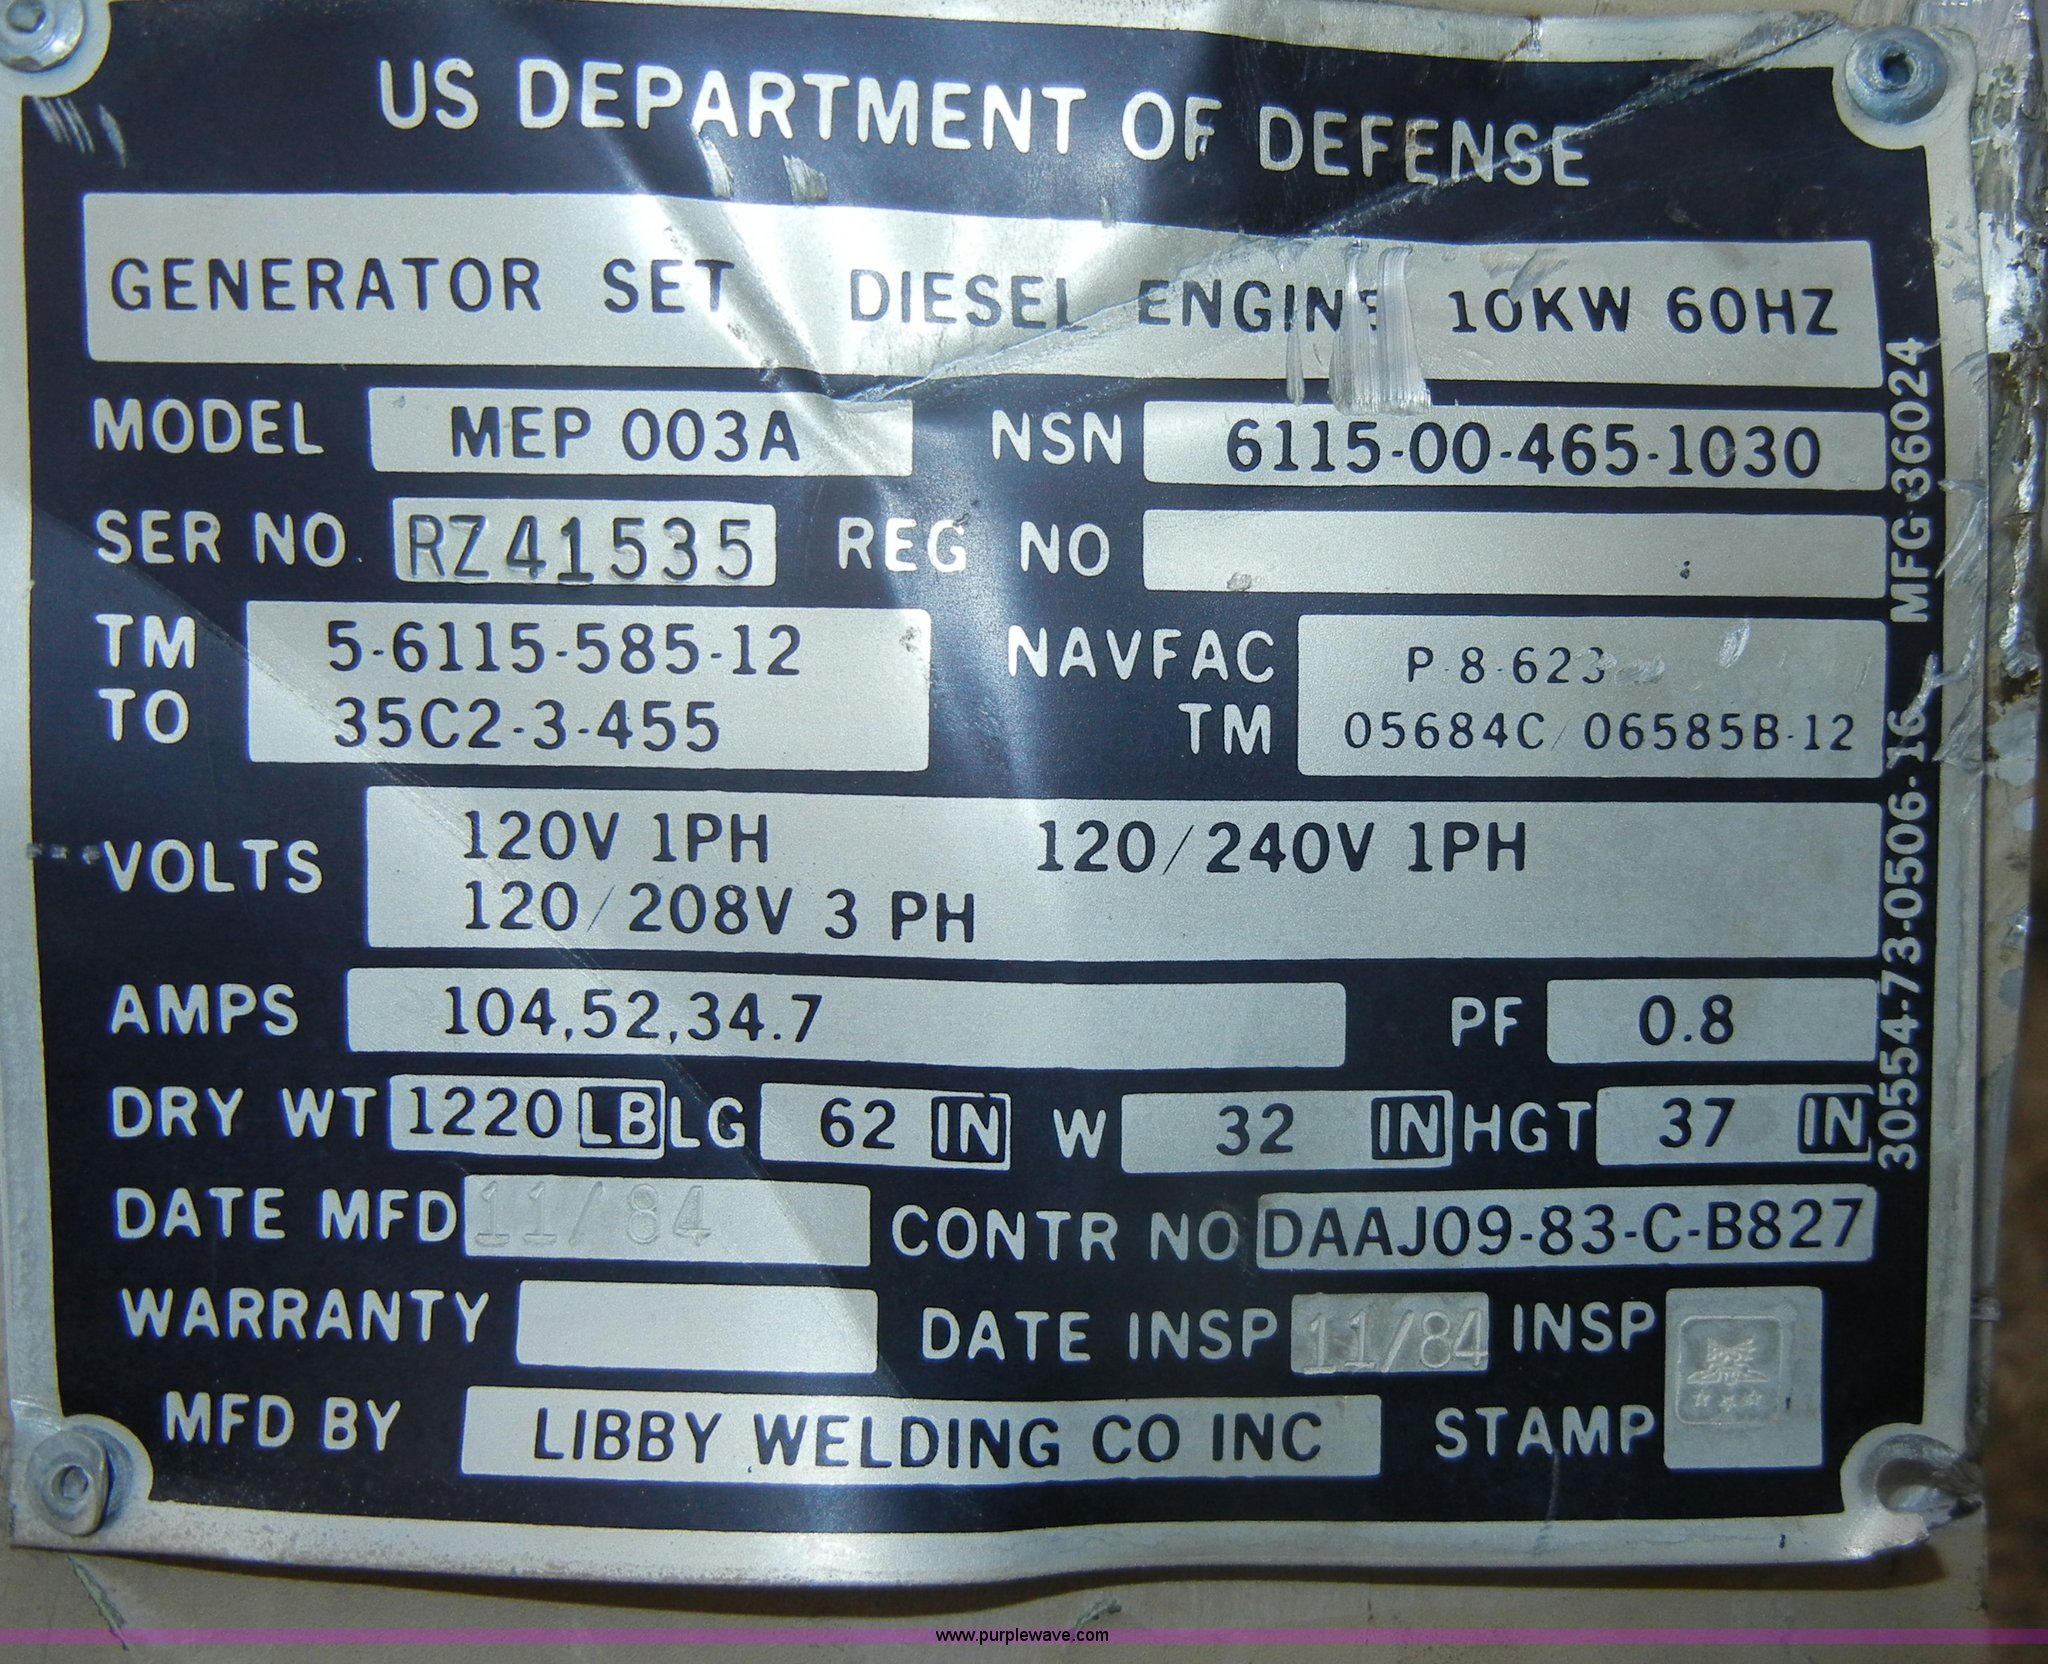 US DEPARTMENT OF DEFENSE
GENERATOR SET DIESEL ENGINE 10KW 60HZ
MODEL MEP 003A NSN 6115-00-465-1030
SER NO RZ41535 REG NO
TM 5-6115-585-12 NAVFAC P-8-623
TO 35C2-3-455 TM 05684C/06585B-12
VOLTS 120V 1PH 120/240V 1PH
120/208V 3 PH
AMPS 104,52,34.7 PF 0.8
DRY WT 1220 LB LG 62 IN W 32 IN HGT 37 IN
DATE MFD 11/84 CONTR NO DAAJ09-83-C-B827
WARRANTY DATE INSP 11/84 INSP
MFD BY LIBBY WELDING CO INC STAMP
30554-73-0506-16 MFG 36024
www.purplewave.com